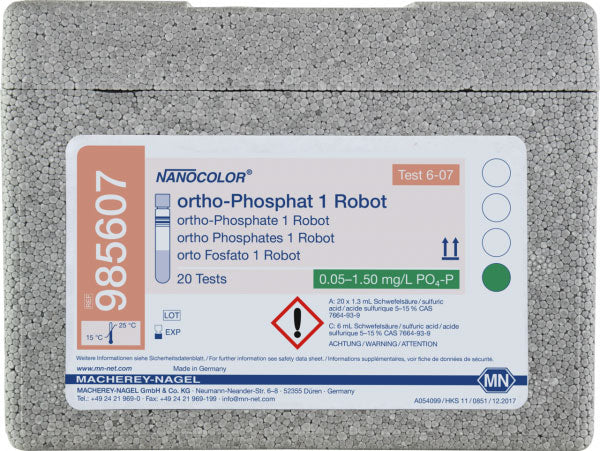 NANOCOLOR®
Test 6-07
ortho-Phosphat 1 Robot
ortho-Phosphate 1 Robot
ortho Phosphates 1 Robot
orto Fosfato 1 Robot
20 Tests
0.05–1.50 mg/L PO₄-P
REF
985607
15 °C
25 °C
LOT
EXP
A: 20 x 1.3 mL Schwefelsäure/sulfuric
acid/acide sulfurique 5–15 % CAS
7664-93-9
C: 6 mL Schwefelsäure/sulfuric acid/acide
sulfurique 5–15 % CAS 7664-93-9
ACHTUNG/WARNING/ATTENTION
Weitere Informationen siehe Sicherheitsdatenblatt. / For further information see safety data sheet. / Informations supplémentaires, voir fiche de données de sécurité.
www.mn-net.com Made in Germany
MACHEREY-NAGEL
MACHEREY-NAGEL GmbH & Co. KG · Neumann-Neander-Str. 6–8 · 52355 Düren · Germany
Tel.: +49 24 21 969-0 · Fax: +49 24 21 969-199 · info@mn-net.com
MN
A054099/HKS 11/0851/12.2017